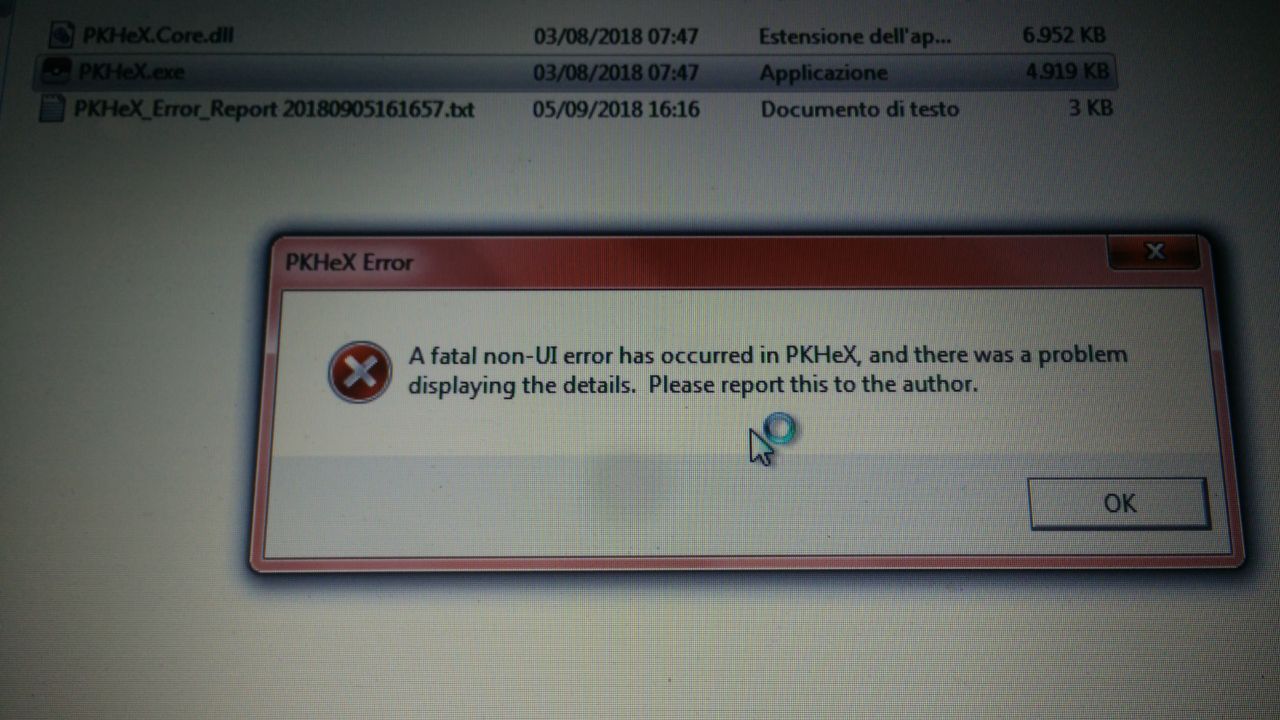 PKHeX.Core.dll 03/08/2018 07:47 Estensione dell'ap... 6.952 KB
PKHeX.exe 03/08/2018 07:47 Applicazione 4.919 KB
PKHeX_Error_Report 20180905161657.txt 05/09/2018 16:16 Documento di testo 3 KB
PKHeX Error
A fatal non-UI error has occurred in PKHeX, and there was a problem
displaying the details.  Please report this to the author.
OK